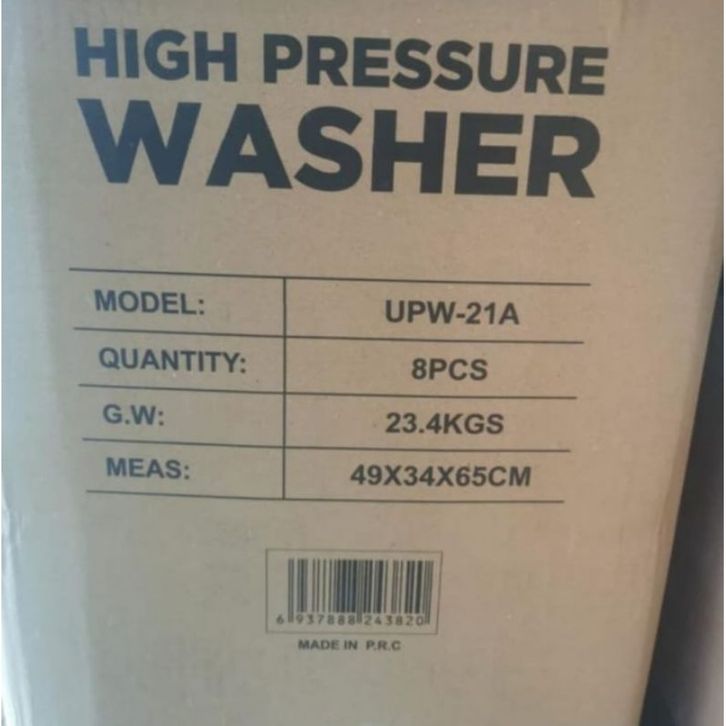 HIGH PRESSURE
WASHER
MODEL: UPW-21A
QUANTITY: 8PCS
G.W: 23.4KGS
MEAS: 49X34X65CM
6 937888 243820
MADE IN P.R.C